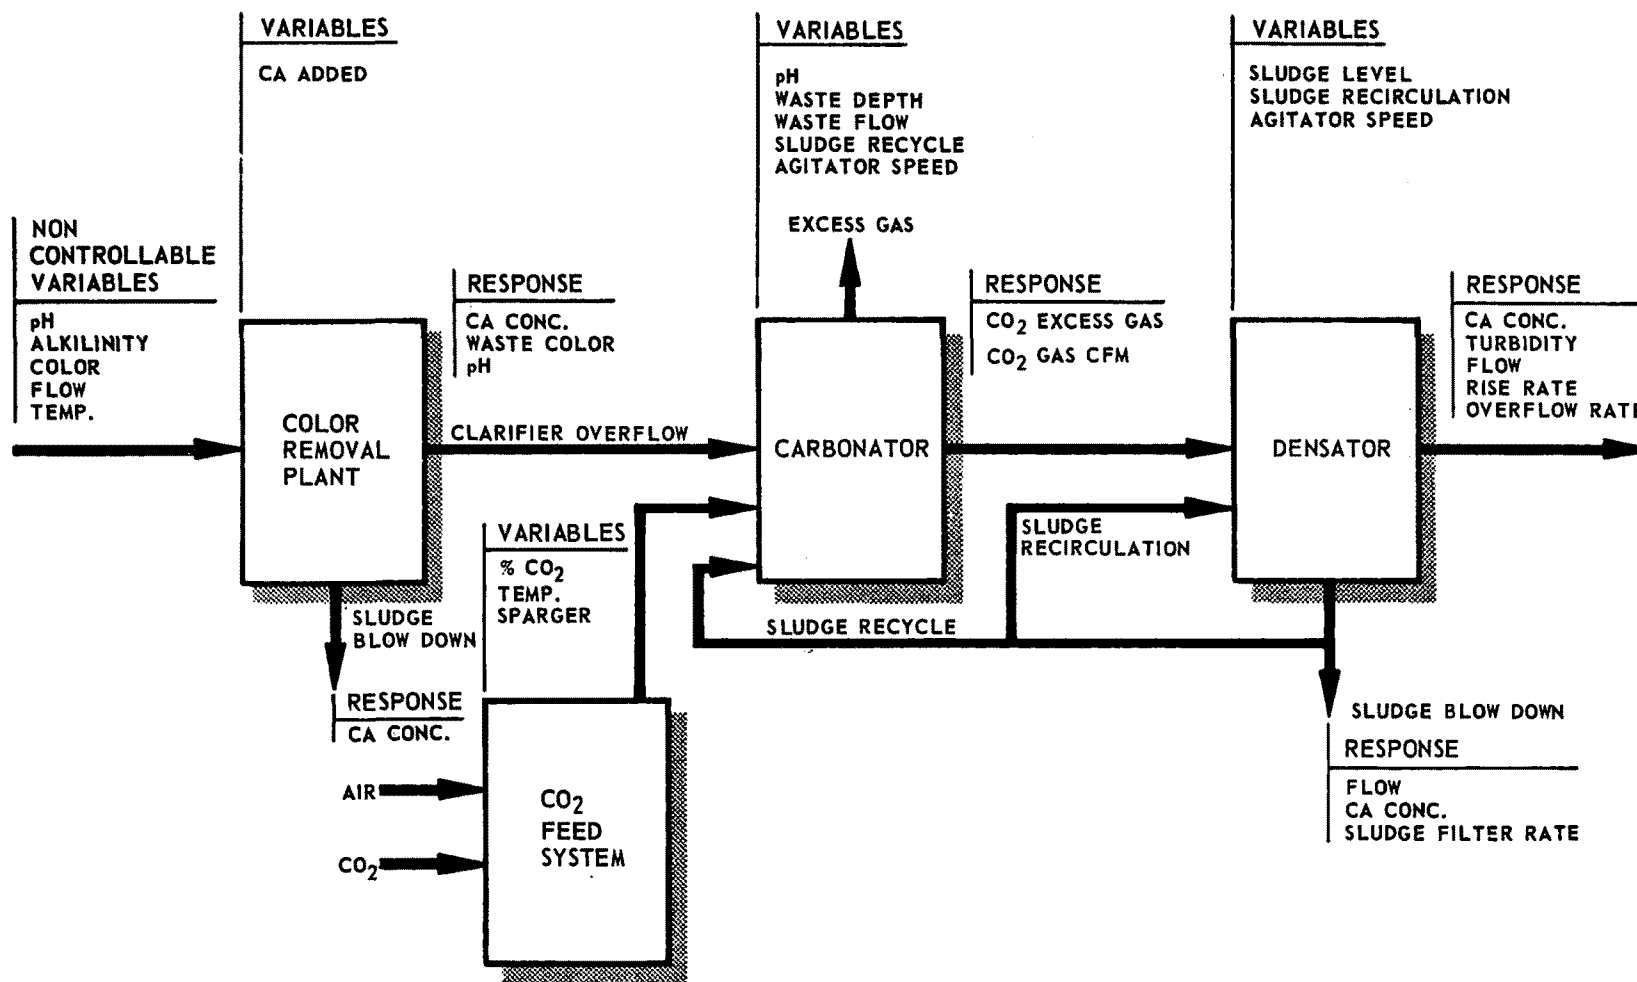 VARIABLES
CA ADDED
VARIABLES
pH
WASTE DEPTH
WASTE FLOW
SLUDGE RECYCLE
AGITATOR SPEED
VARIABLES
SLUDGE LEVEL
SLUDGE RECIRCULATION
AGITATOR SPEED
NON
CONTROLLABLE
VARIABLES
pH
ALKILINITY
COLOR
FLOW
TEMP.
RESPONSE
CA CONC.
WASTE COLOR
pH
EXCESS GAS
RESPONSE
CO2 EXCESS GAS
CO2 GAS CFM
RESPONSE
CA CONC.
TURBIDITY
FLOW
RISE RATE
OVERFLOW RATE
COLOR
REMOVAL
PLANT
CLARIFIER OVERFLOW
CARBONATOR
DENSATOR
VARIABLES
% CO2
TEMP.
SPARGER
SLUDGE
RECIRCULATION
SLUDGE
BLOW DOWN
SLUDGE RECYCLE
RESPONSE
CA CONC.
SLUDGE BLOW DOWN
RESPONSE
FLOW
CA CONC.
SLUDGE FILTER RATE
AIR
CO2
CO2
FEED
SYSTEM